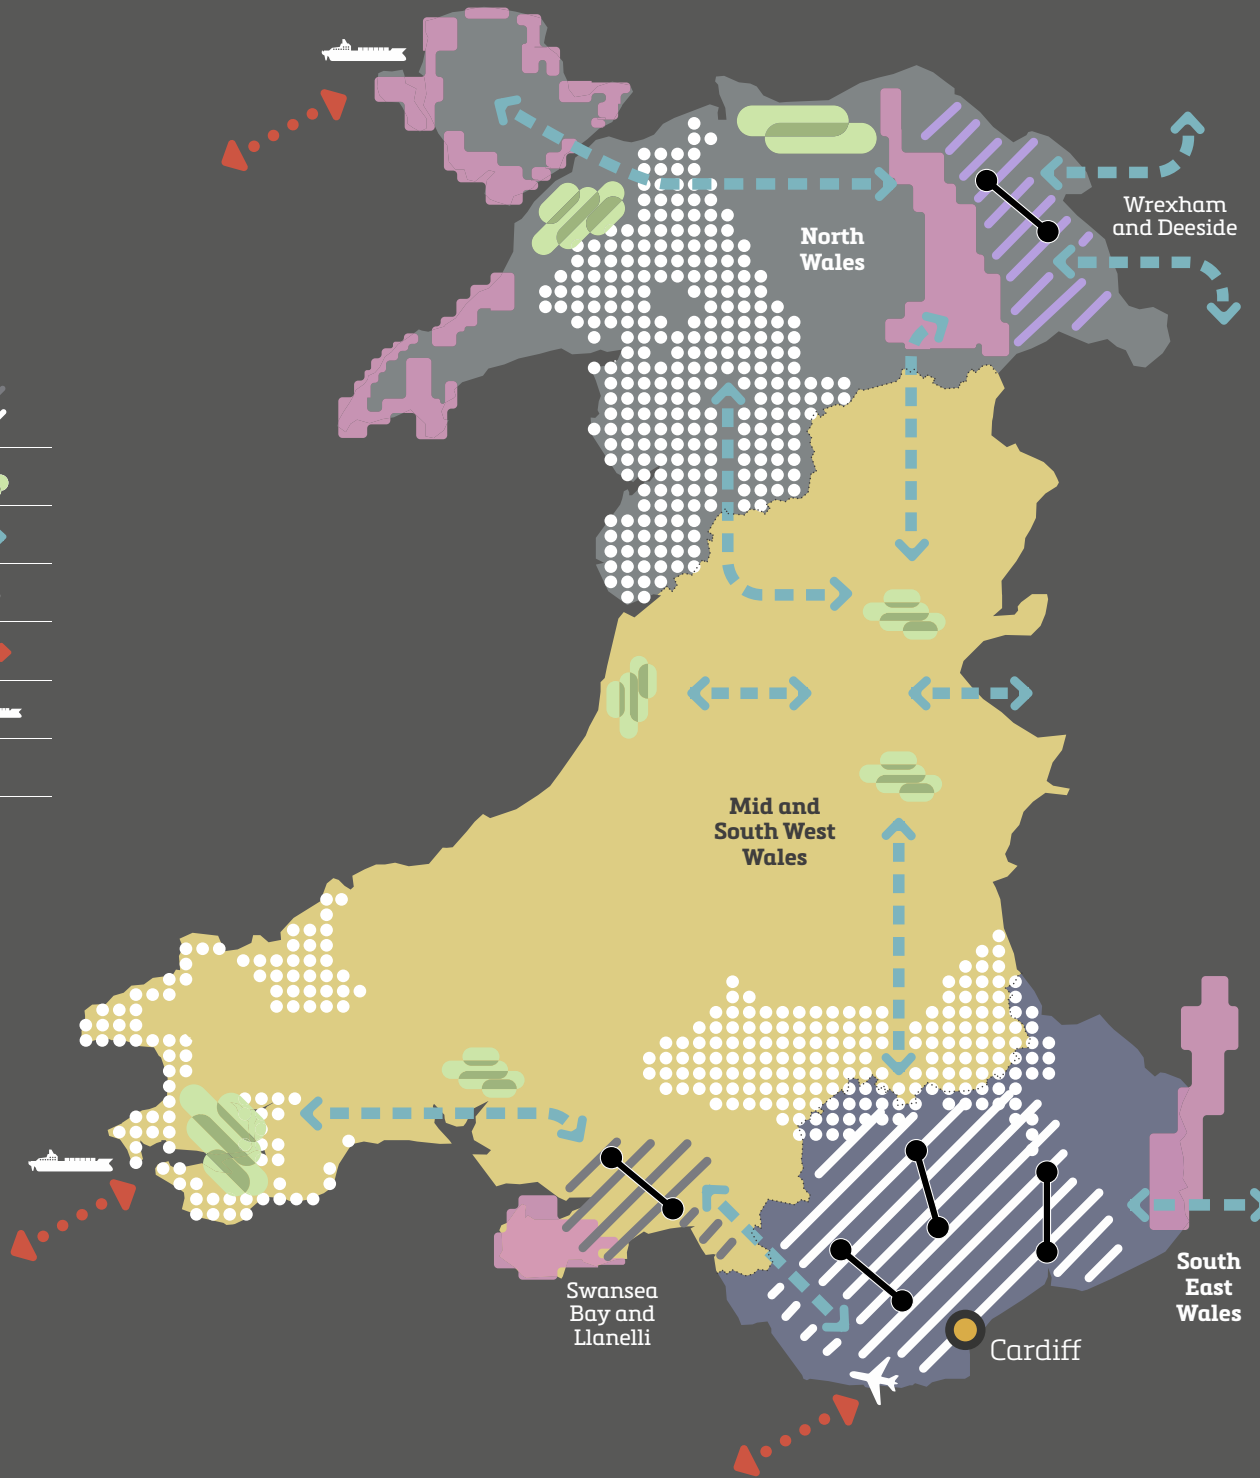 Wrexham
and Deeside
North
Wales
Mid and
South West
Wales
Swansea
Bay and
Llanelli
South
East
Wales
Cardiff